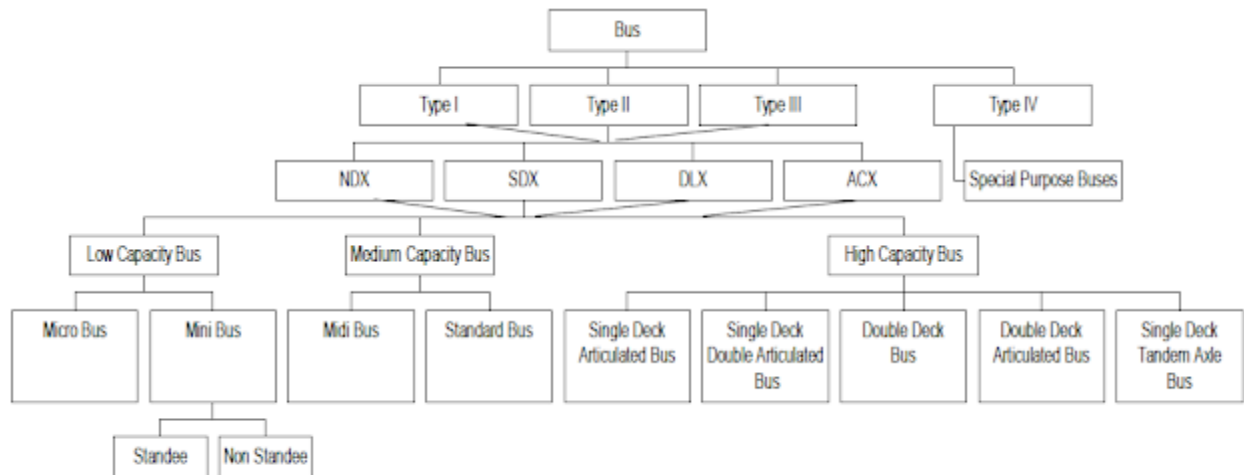 Bus
Type I
Type II
Type III
Type IV
NDX
SDX
DLX
ACX
Special Purpose Buses
Low Capacity Bus
Medium Capacity Bus
High Capacity Bus
Micro Bus
Mini Bus
Midi Bus
Standard Bus
Single Deck
Articulated Bus
Single Deck
Double Articulated
Bus
Double Deck
Bus
Double Deck
Articulated Bus
Single Deck
Tandem Axle
Bus
Standee
Non Standee